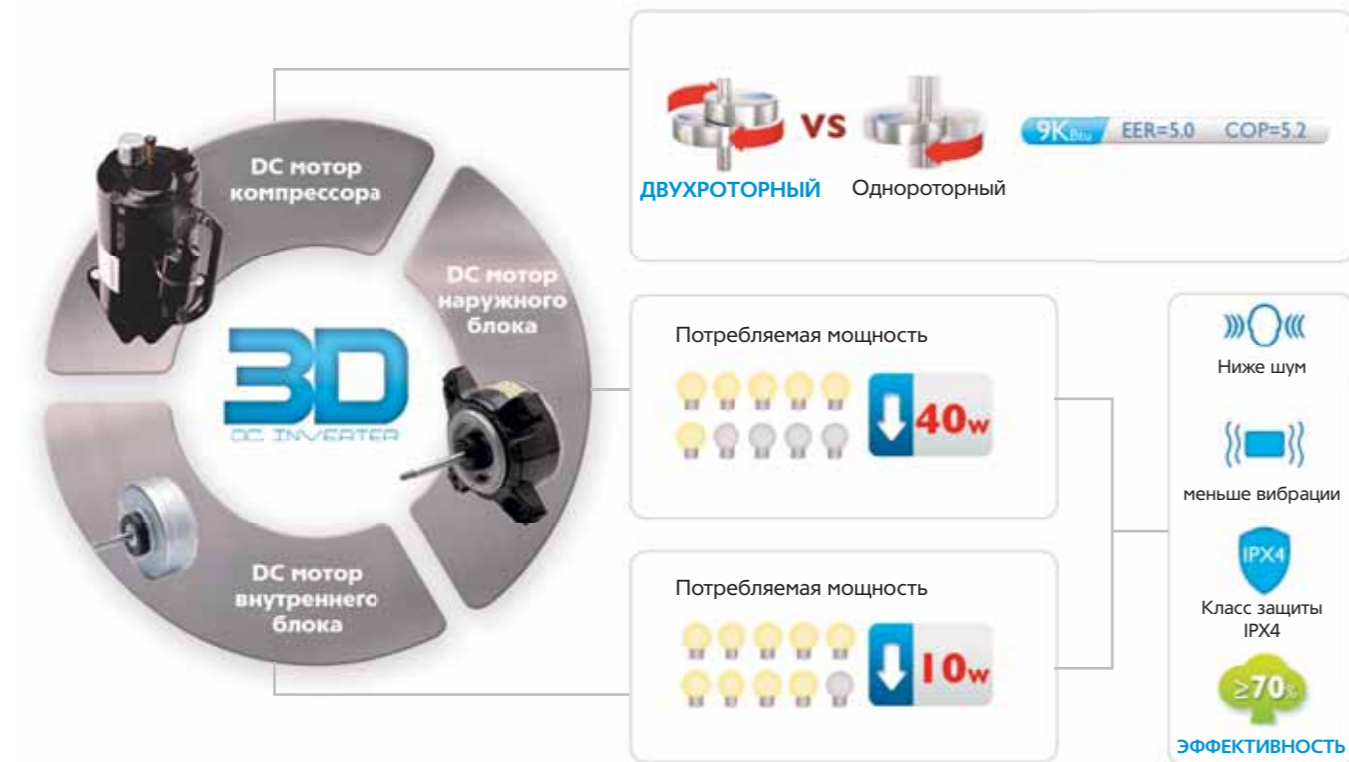 DC мотор
компрессора
DC мотор
наружного
блока
3D
DC INVERTER
DC мотор
внутреннего
блока
VS
ДВУХРОТОРНЫЙ
Однороторный
9K Btu EER=5.0 COP=5.2
Потребляемая мощность
40w
Потребляемая мощность
10w
Ниже шум
меньше вибрации
IPX4
Класс защиты
IPX4
≥70%
ЭФФЕКТИВНОСТЬ